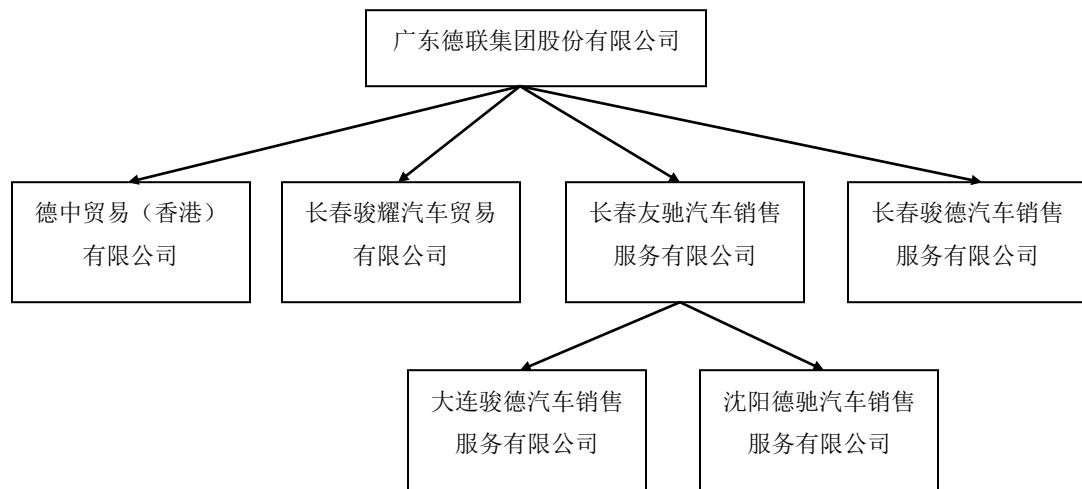 广东德联集团股份有限公司
德中贸易（香港）
有限公司
长春骏耀汽车贸易
有限公司
长春友驰汽车销售
服务有限公司
长春骏德汽车销售
服务有限公司
大连骏德汽车销售
服务有限公司
沈阳德驰汽车销售
服务有限公司